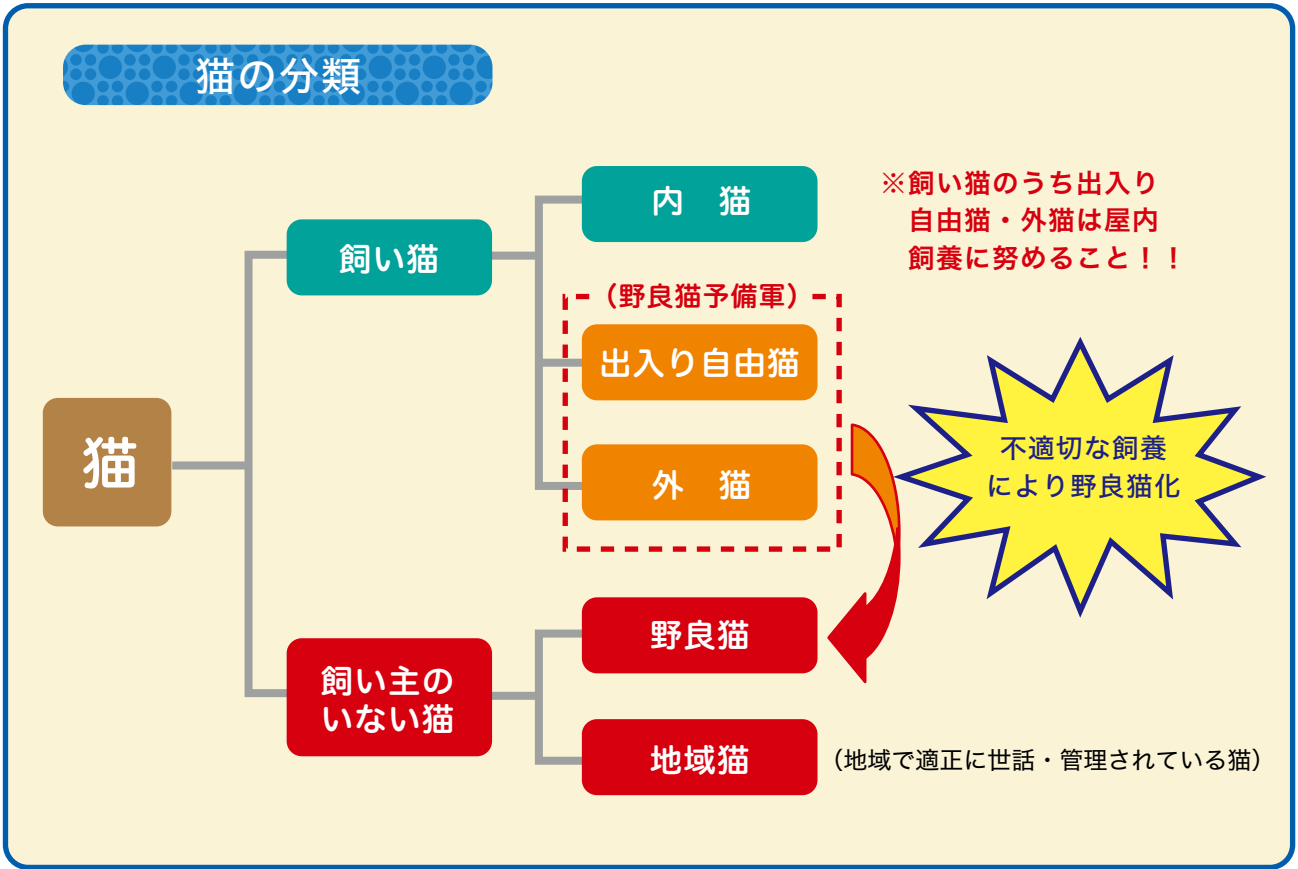 猫の分類
内　猫
※飼い猫のうち出入り
自由猫・外猫は屋内
飼養に努めること！！
飼い猫
（野良猫予備軍）
出入り自由猫
猫
外　猫
不適切な飼養
により野良猫化
野良猫
飼い主の
いない猫
地域猫
（地域で適正に世話・管理されている猫）